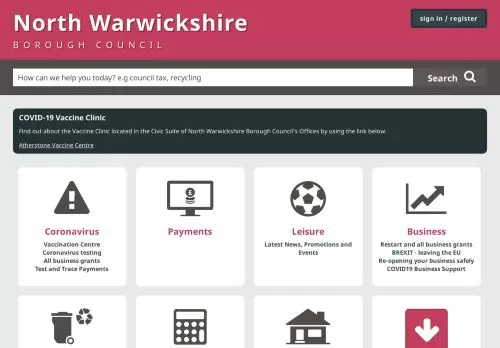 North Warwickshire
BOROUGH COUNCIL
sign in / register
How can we help you today? e.g council tax, recycling
Search
COVID-19 Vaccine Clinic
Find out about the Vaccine Clinic located in the Civic Suite of North Warwickshire Borough Council's Offices by using the link below.
Atherstone Vaccine Centre
Coronavirus
Vaccination Centre
Coronavirus testing
All business grants
Test and Trace Payments
£
Payments
Leisure
Latest News, Promotions and
Events
Business
Restart and all business grants
BREXIT - leaving the EU
Re-opening your business safely
COVID19 Business Support